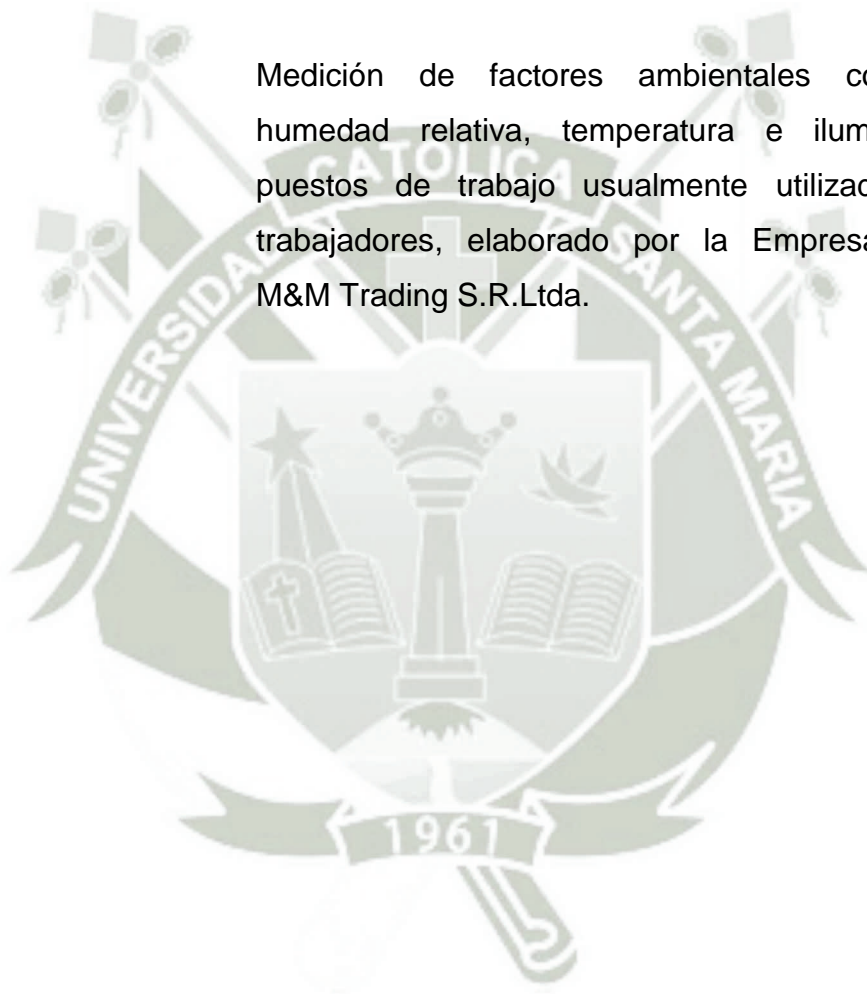 Medición de factores ambientales
humedad relativa, temperatura e
puestos de trabajo usualmente
trabajadores, elaborado por la Empresa
M&M Trading S.R.Ltda.
UNIVERSIDAD CATOLICA SANTA MARIA
1961